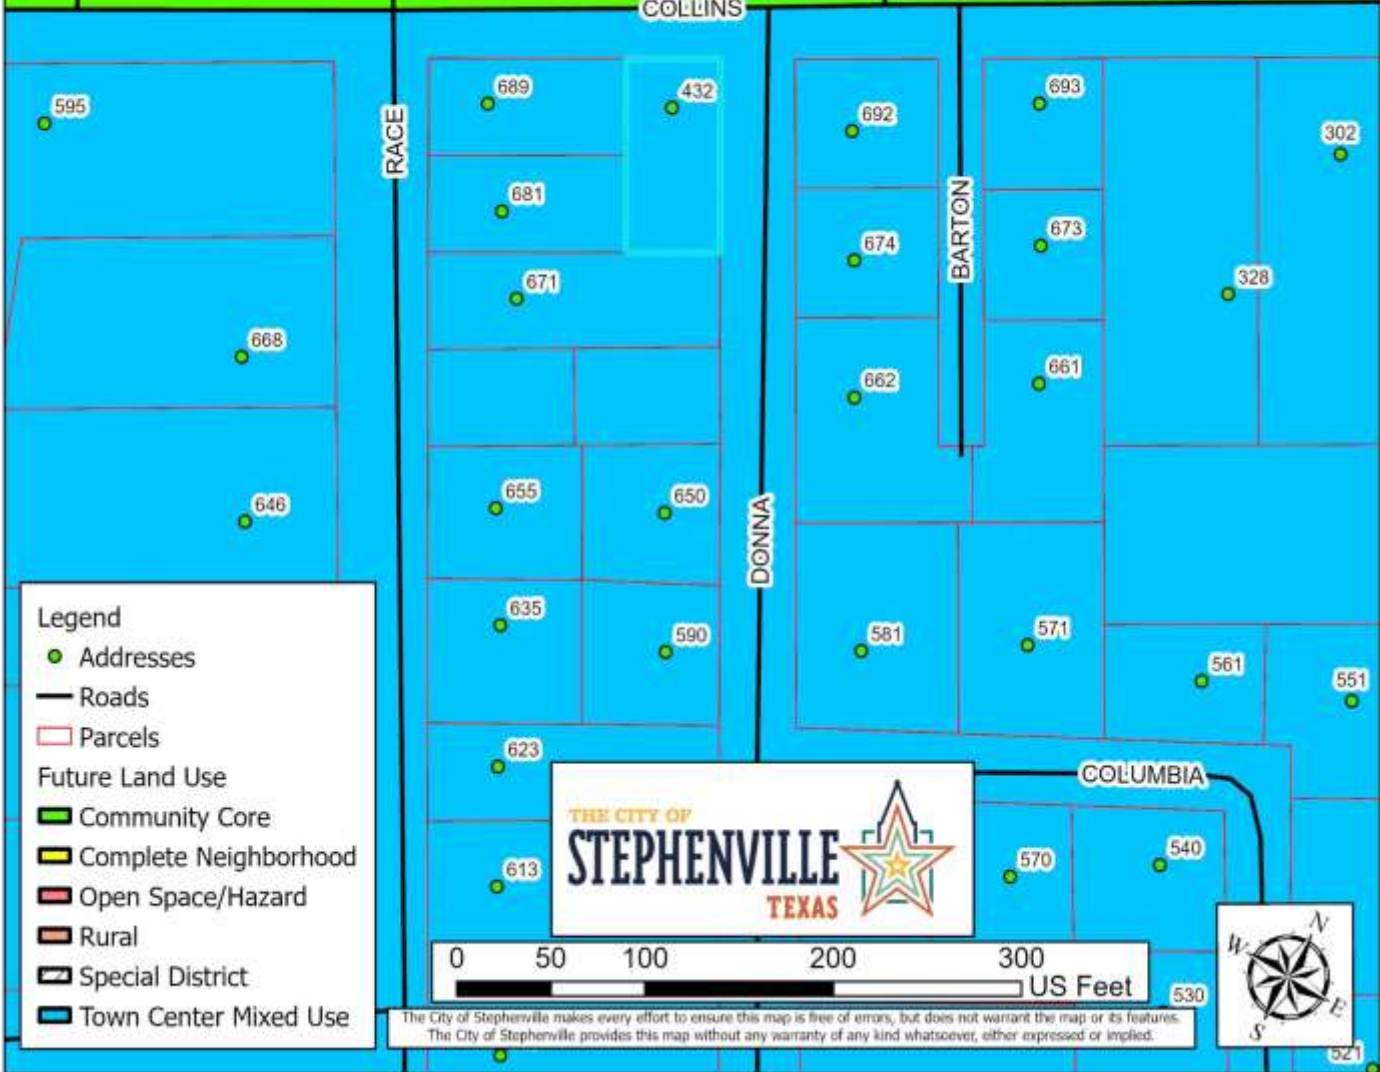 COLLINS
689
432
693
595
692
302
RACE
681
BARTON
674
673
671
328
668
662
661
655
650
646
DONNA
635
590
581
571
561
551
623
COLUMBIA
613
570
540
530
521
Legend
Addresses
Roads
Parcels
Future Land Use
Community Core
Complete Neighborhood
Open Space/Hazard
Rural
Special District
Town Center Mixed Use
THE CITY OF
STEPHENVILLE
TEXAS
0 50 100 200 300
US Feet
N
W
E
S
The City of Stephenville makes every effort to ensure this map is free of errors, but does not warrant the map or its features.
The City of Stephenville provides this map without any warranty of any kind whatsoever, either expressed or implied.